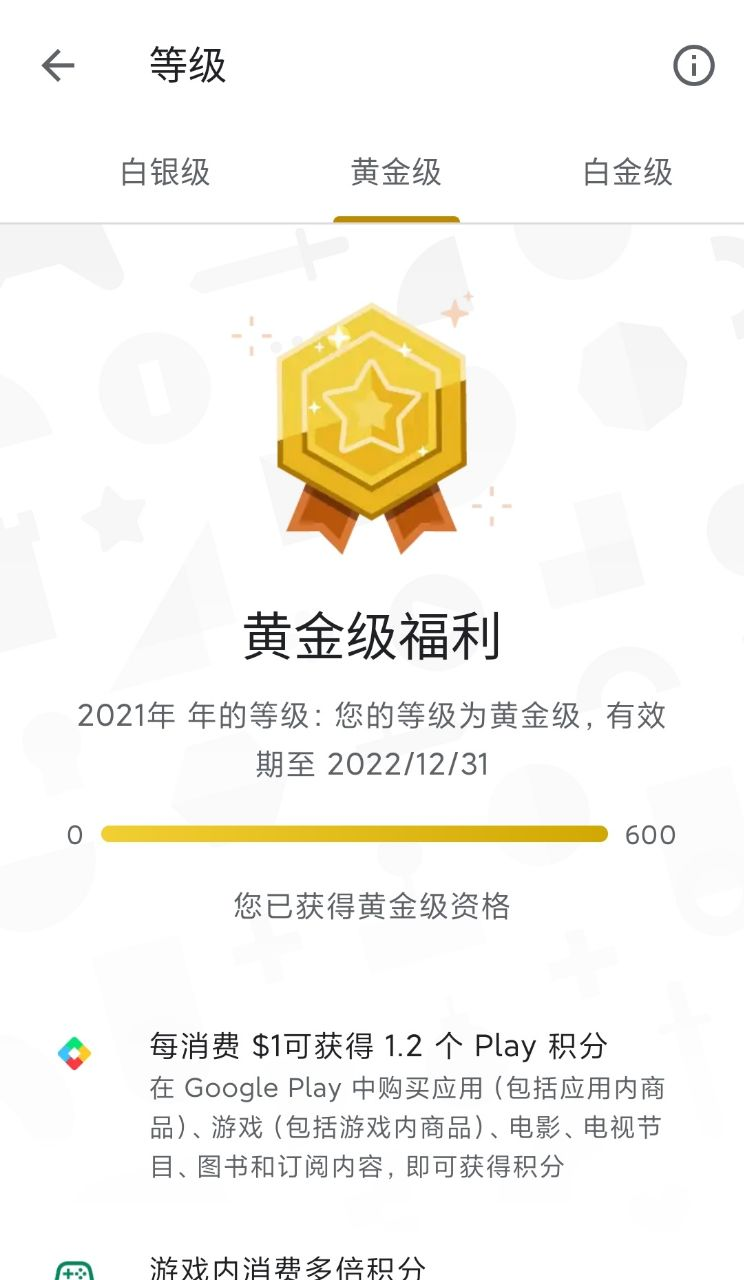 等级
白银级
黄金级
白金级
黄金级福利
2021年 年的等级：您的等级为黄金级，有效
期至 2022/12/31
0
600
您已获得黄金级资格
每消费 $1可获得 1.2 个 Play 积分
在 Google Play 中购买应用（包括应用内商
品）、游戏（包括游戏内商品）、电影、电视节
目、图书和订阅内容，即可获得积分
游戏内消费多倍积分